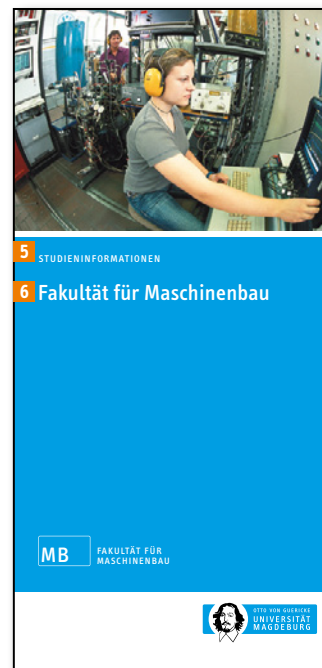 5 STUDIENINFORMATIONEN
6 Fakultät für Maschinenbau
MB
FAKULTÄT FÜR
MASCHINENBAU
OTTO VON GUERICKE
UNIVERSITÄT
MAGDEBURG